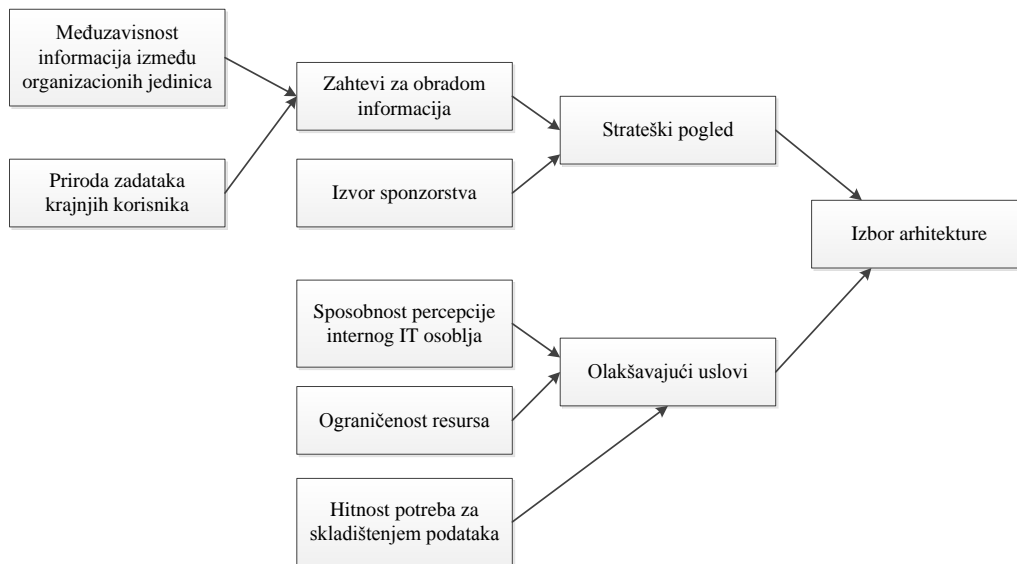 Međuzavisnost
informacija između
organizacionih jedinica
Priroda zadataka
krajnjih korisnika
Zahtevi za obradom
informacija
Izvor sponzorstva
Sposobnost percepcije
internog IT osoblja
Ograničenost resursa
Hitnost potreba za
skladištenjem podataka
Strateški pogled
Olakšavajući uslovi
Izbor arhitekture